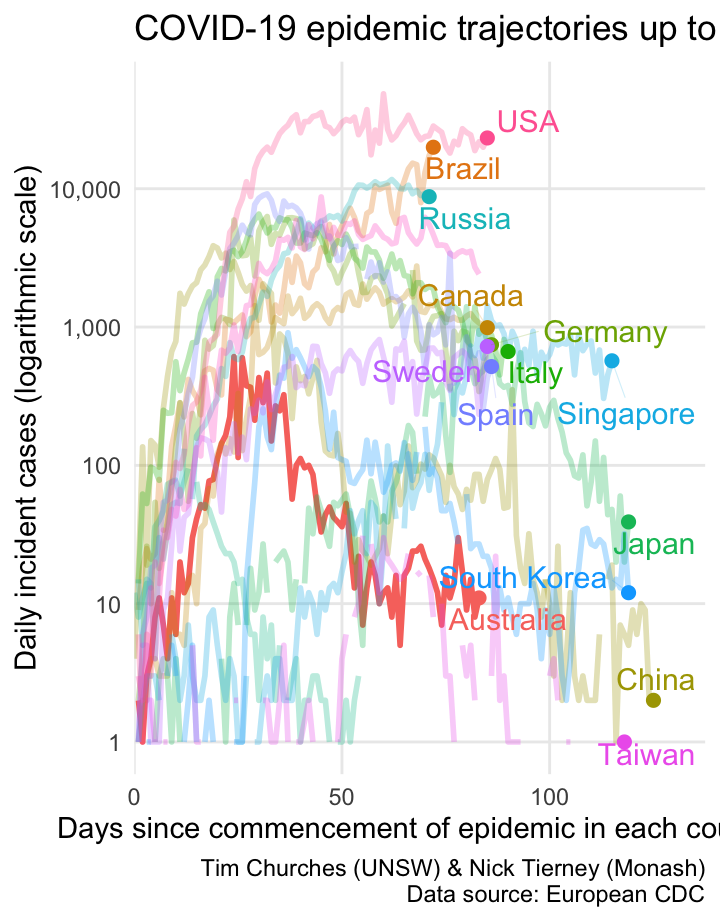 COVID-19 epidemic trajectories up to
Daily incident cases (logarithmic scale)
10,000
1,000
100
10
1
USA
Brazil
Russia
Canada
Germany
Sweden
Italy
Spain
Singapore
Japan
South Korea
Australia
China
Taiwan
0
50
100
Days since commencement of epidemic in each cou
Tim Churches (UNSW) & Nick Tierney (Monash)
Data source: European CDC